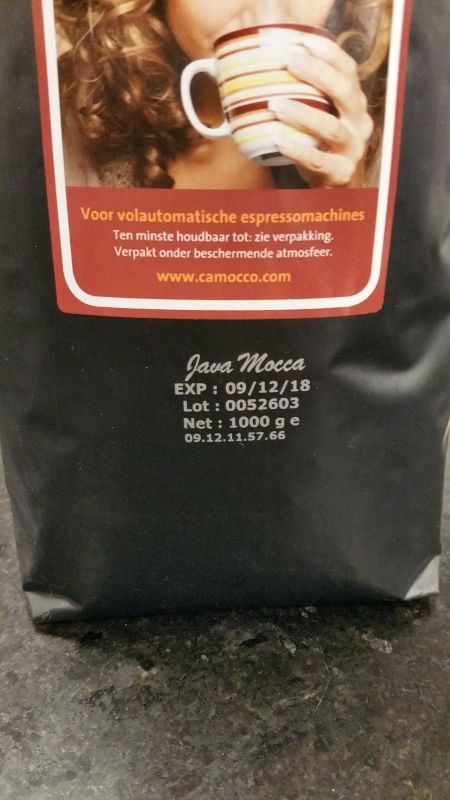 Voor volautomatische espressomachines
Ten minste houdbaar tot: zie verpakking.
Verpakt onder beschermende atmosfeer.
www.camocco.com
Java Mocca
EXP : 09/12/18
Lot : 0052603
Net : 1000 g e
09.12.11.57.66